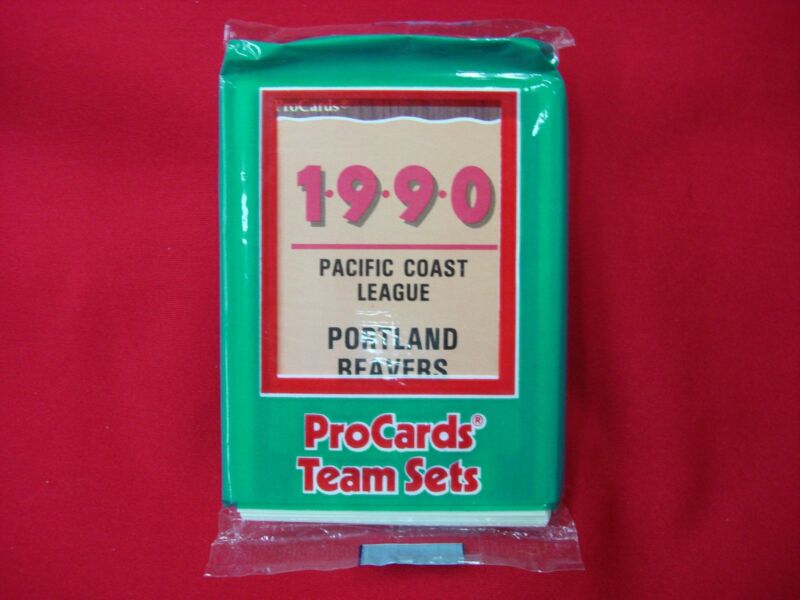 ProCards®
1·9·9·0
PACIFIC COAST
LEAGUE
PORTLAND
BEAVERS
ProCards®
Team Sets